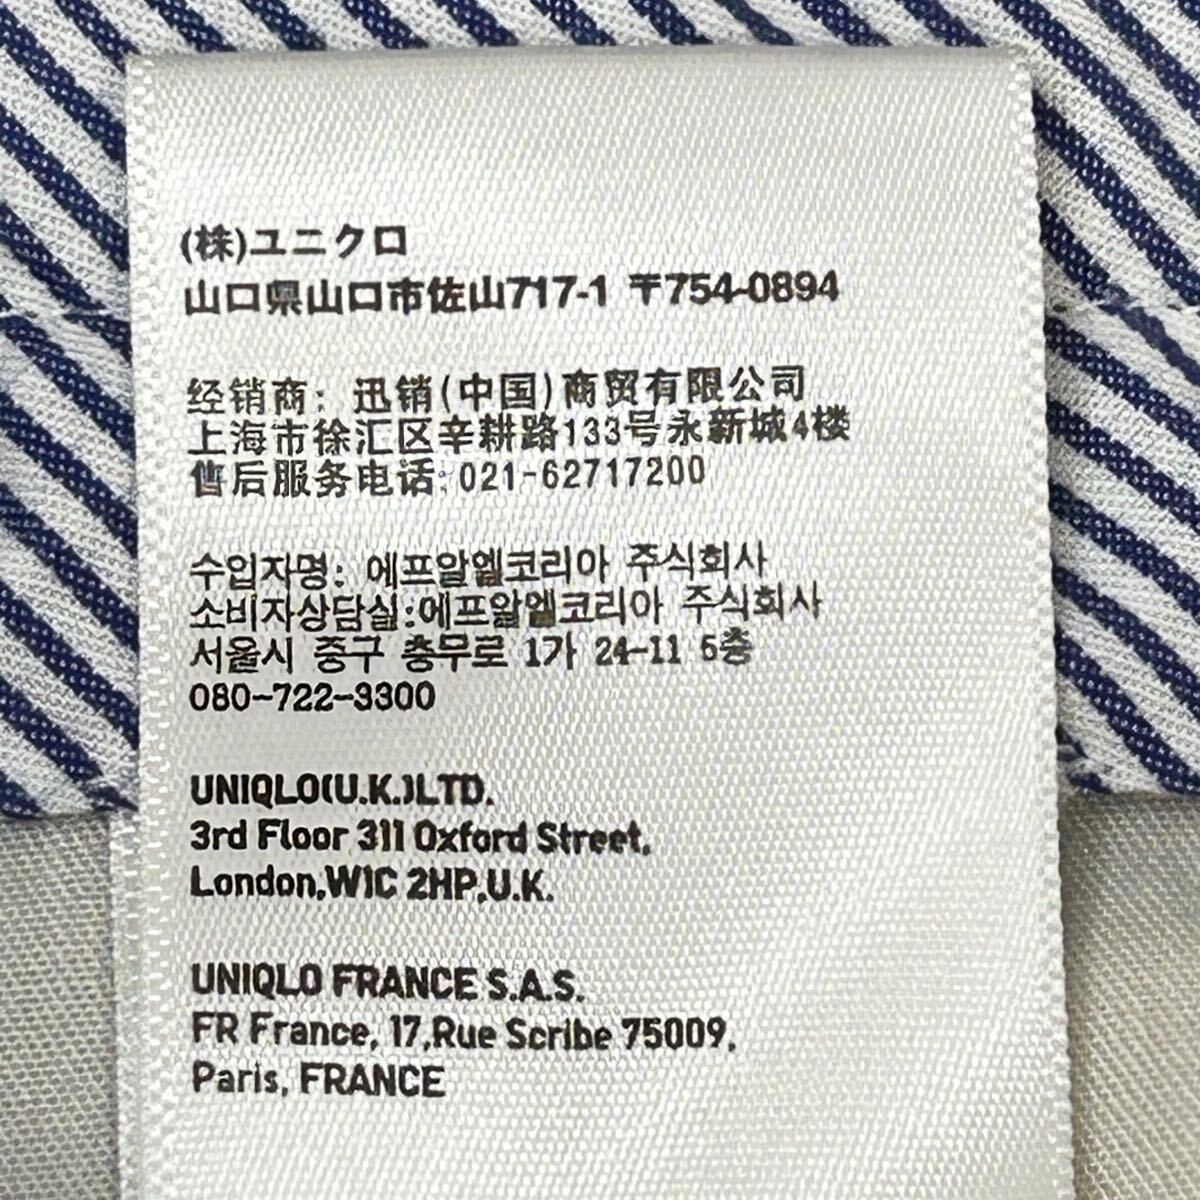 (株)ユニクロ
山口県山口市佐山717-1 〒754-0894
经销商: 迅销(中国)商贸有限公司
上海市徐汇区辛耕路133号永新城4楼
售后服务电话:021-62717200
수입자명: 에프알엘코리아 주식회사
소비자상담실:에프알엘코리아 주식회사
서울시 중구 충무로 1가 24-11 6층
080-722-3300
UNIQLO(U.K.)LTD.
3rd Floor 311 Oxford Street,
London,W1C 2HP,U.K.
UNIQLO FRANCE S.A.S.
FR France, 17,Rue Scribe 75009,
Paris, FRANCE